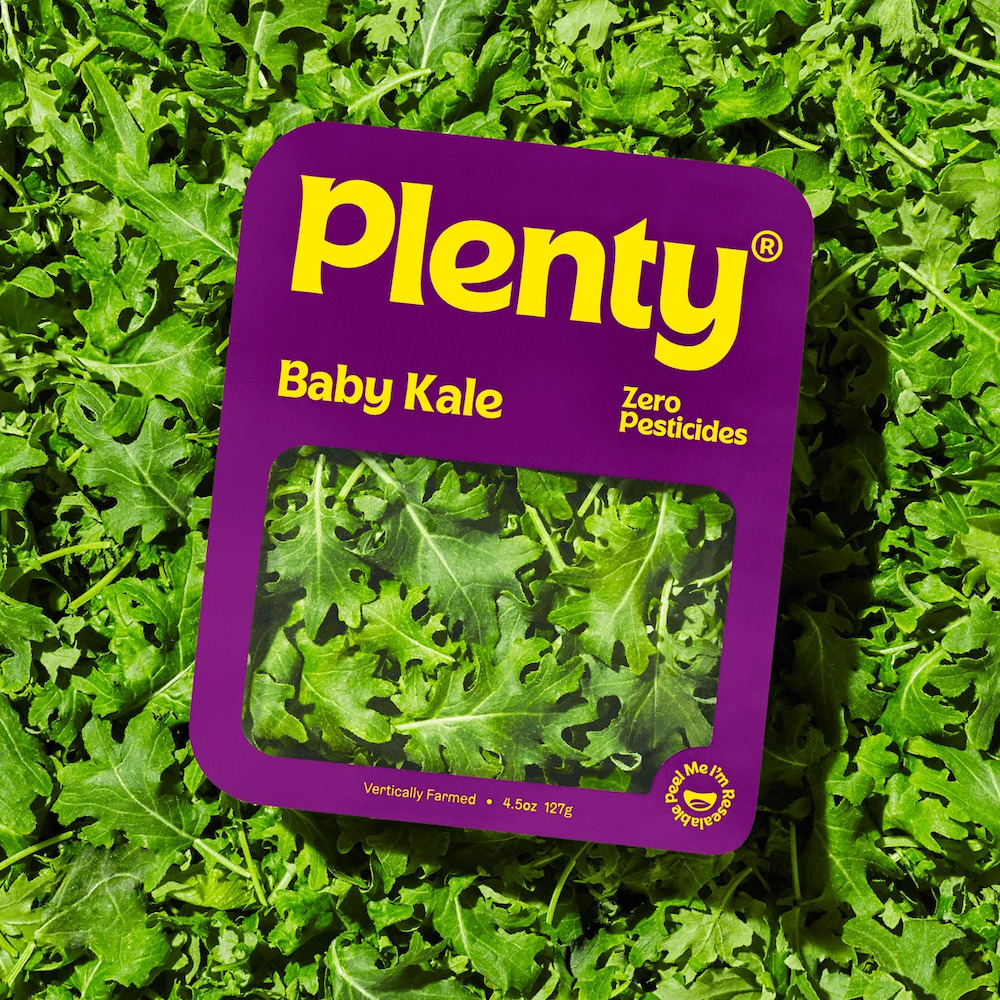 Plenty®
Baby Kale
Zero
Pesticides
Vertically Farmed • 4.5oz 127g
Peel Me I'm Resealable